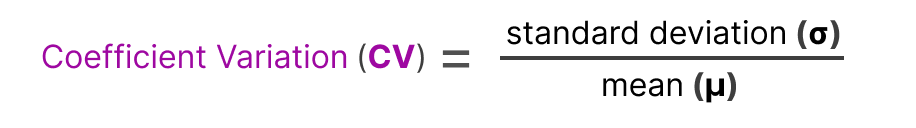 Coefficient Variation (CV) = standard deviation (σ)
mean (μ)